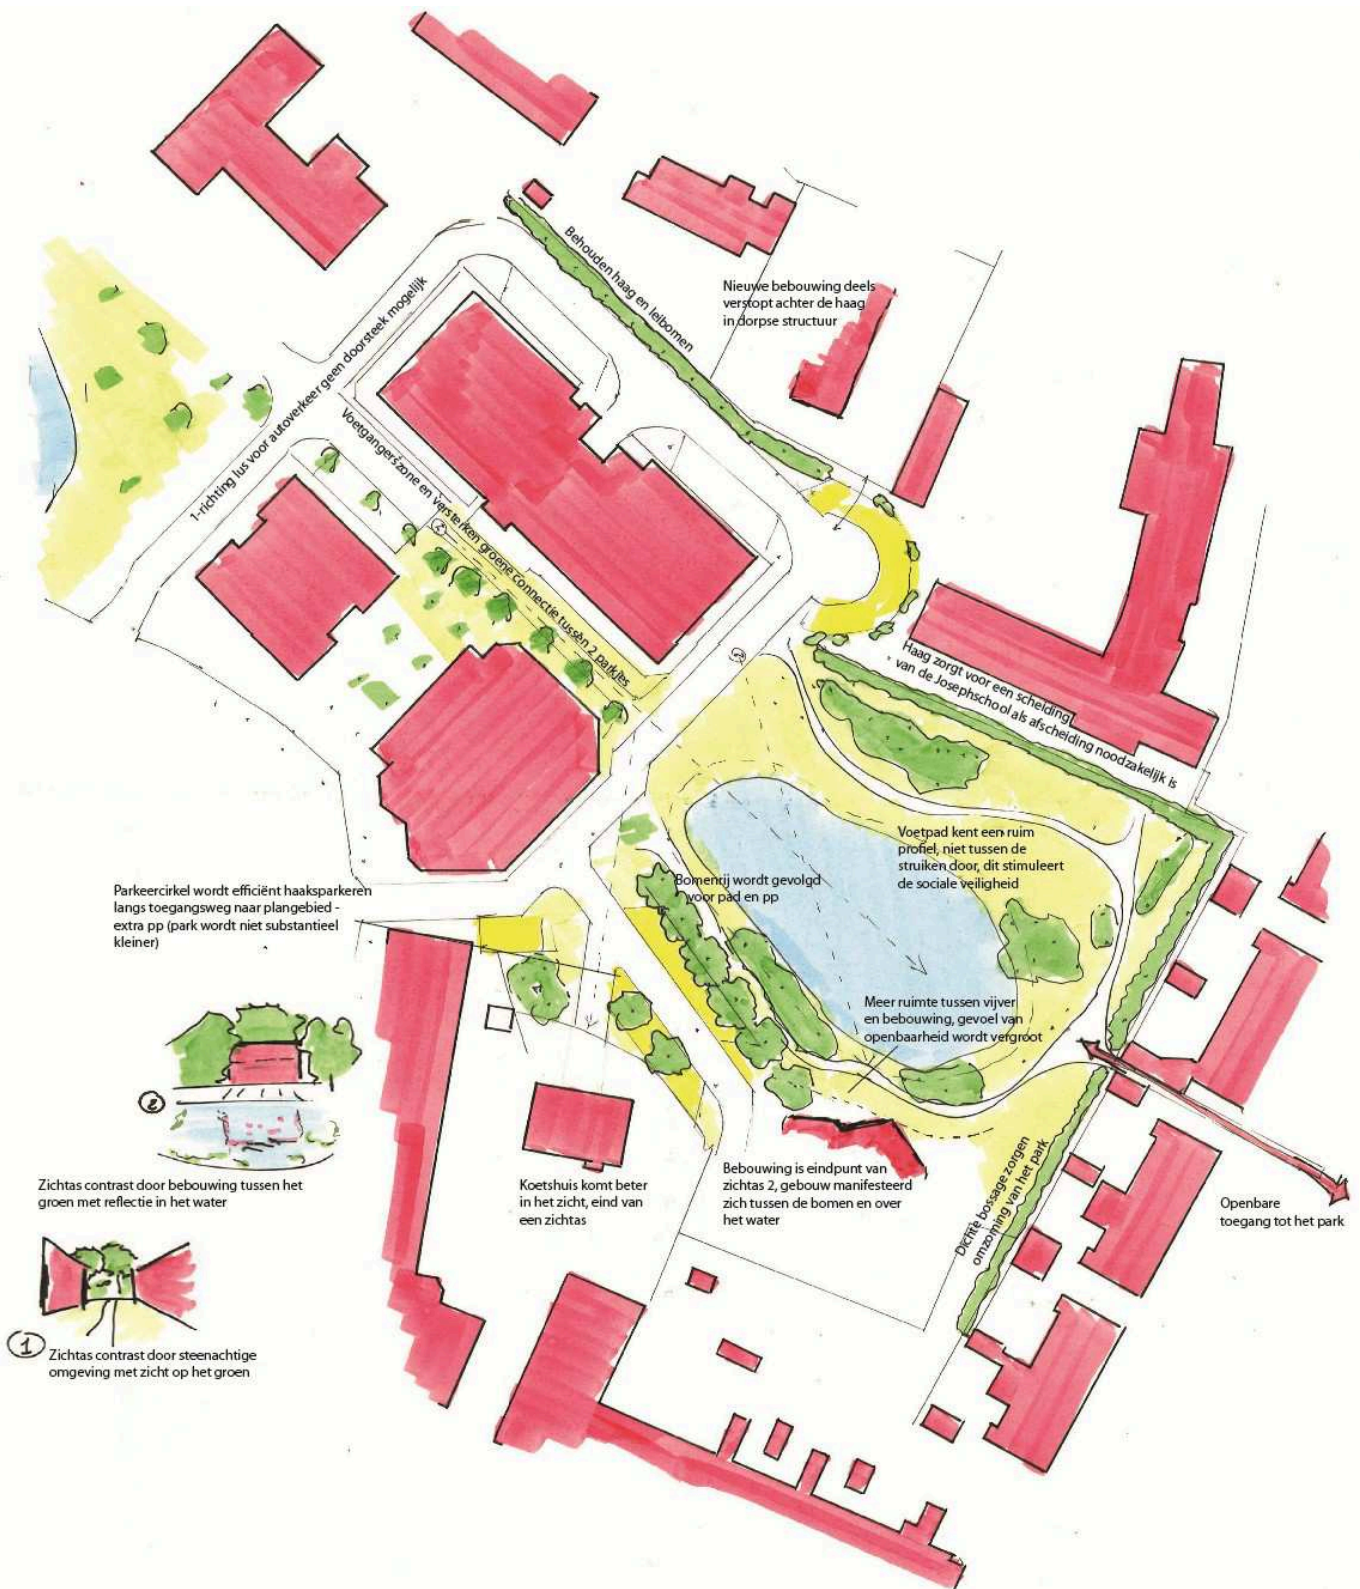 Behouden haag en leibomen
Nieuwe bebouwing deels
verstopt achter de haag
in dorpse structuur
1-richting lus voor autoverkeer geen doorsteek mogelijk
Voetgangerszone en versterken groene connectie tussen 2 parkjes
Haag zorgt voor een scheiding
van de Josephschool als afscheiding noodzakelijk is
Voetpad kent een ruim
profiel, niet tussen de
struiken door, dit stimuleert
de sociale veiligheid
Bomenrij wordt gevolgd
voor pad en pp
Parkeercirkel wordt efficiënt haaksparkeren
langs toegangsweg naar plangebied -
extra pp (park wordt niet substantieel
kleiner)
Meer ruimte tussen vijver
en bebouwing, gevoel van
openbaarheid wordt vergroot
2
Zichtas contrast door bebouwing tussen het
groen met reflectie in het water
Koetshuis komt beter
in het zicht, eind van
een zichtas
Bebouwing is eindpunt van
zichtas 2, gebouw manifesteerd
zich tussen de bomen en over
het water
Dichte bossage zorgen
omzoming van het park
Openbare
toegang tot het park
1
Zichtas contrast door steenachtige
omgeving met zicht op het groen